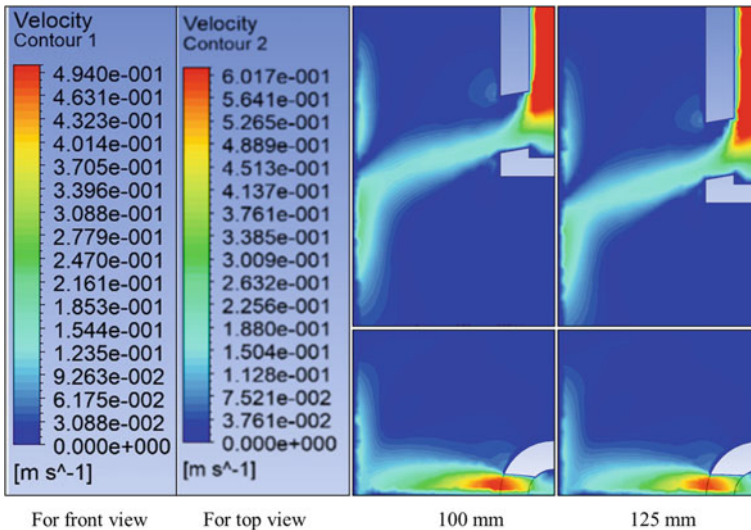 Velocity
Contour 1
4.940e-001
4.631e-001
4.323e-001
4.014e-001
3.705e-001
3.396e-001
3.088e-001
2.779e-001
2.470e-001
2.161e-001
1.853e-001
1.544e-001
1.235e-001
9.263e-002
6.175e-002
3.088e-002
0.000e+000
[m s^-1]
Velocity
Contour 2
6.017e-001
5.641e-001
5.265e-001
4.889e-001
4.513e-001
4.137e-001
3.761e-001
3.385e-001
3.009e-001
2.632e-001
2.256e-001
1.880e-001
1.504e-001
1.128e-001
7.521e-002
3.761e-002
0.000e+000
[m s^-1]
For front view
For top view
100 mm
125 mm